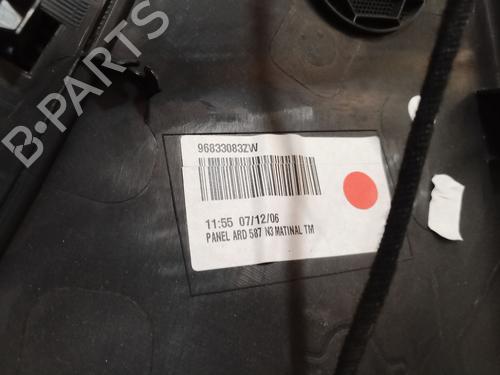 B-PARTS
96833083ZW
11:55 07/12/06
PANEL ARD 587 N3 MATINAL TM